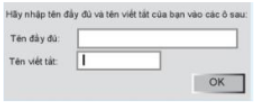 Hãy nhập tên đầy đủ và tên viết tắt của bạn vào các ô sau:
Tên đầy đủ:
Tên viết tắt:
OK